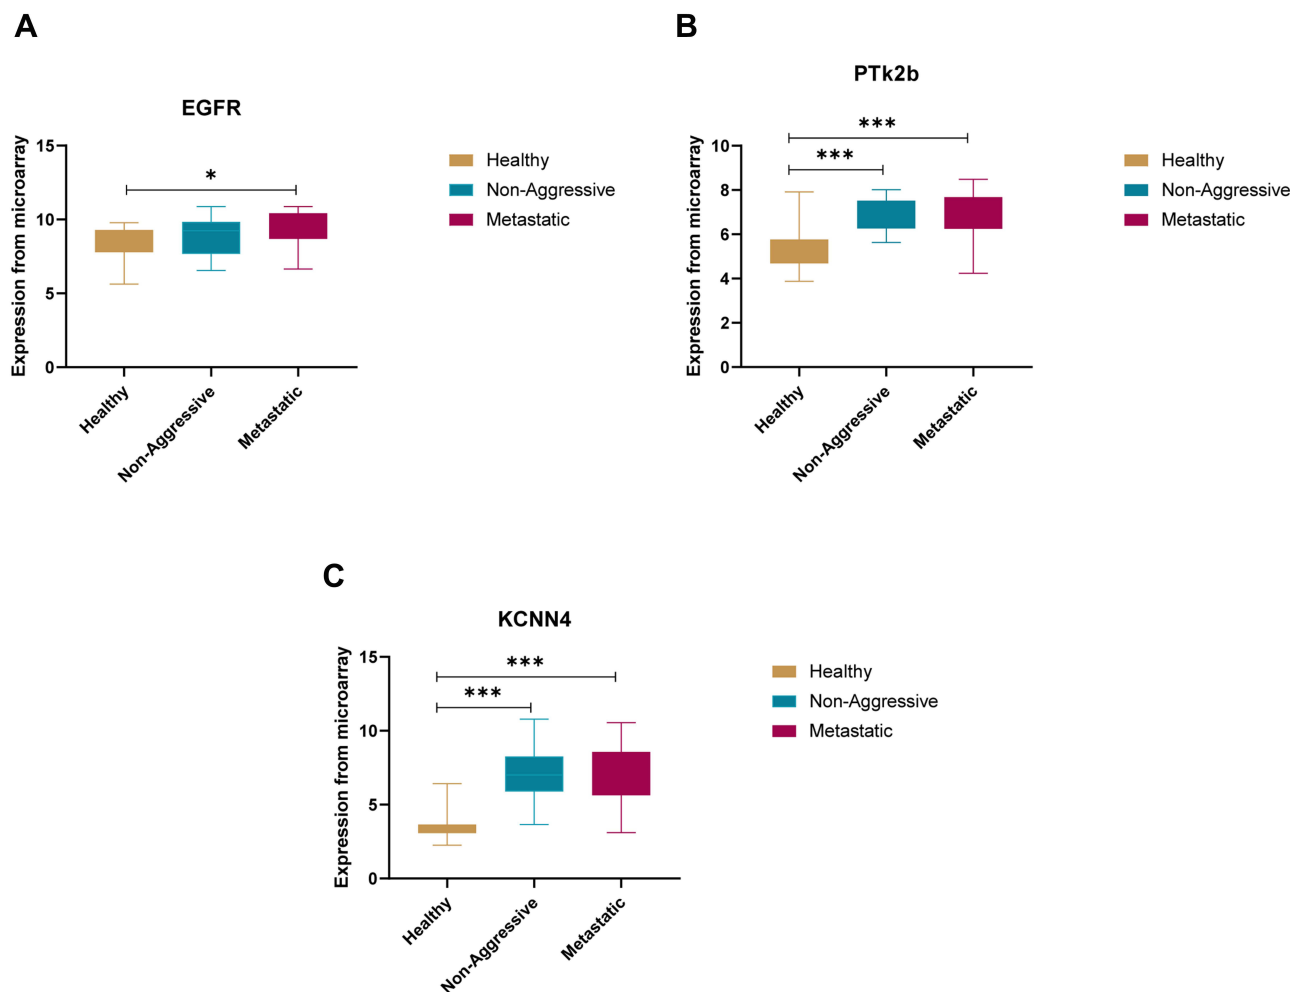 A
EGFR
Expression from microarray
15
10
5
0
*
Healthy
Non-Aggressive
Metastatic
Healthy
Non-Aggressive
Metastatic
B
PTk2b
Expression from microarray
10
8
6
4
2
0
***
***
Healthy
Non-Aggressive
Metastatic
Healthy
Non-Aggressive
Metastatic
C
KCNN4
Expression from microarray
15
10
5
0
***
***
Healthy
Non-Aggressive
Metastatic
Healthy
Non-Aggressive
Metastatic